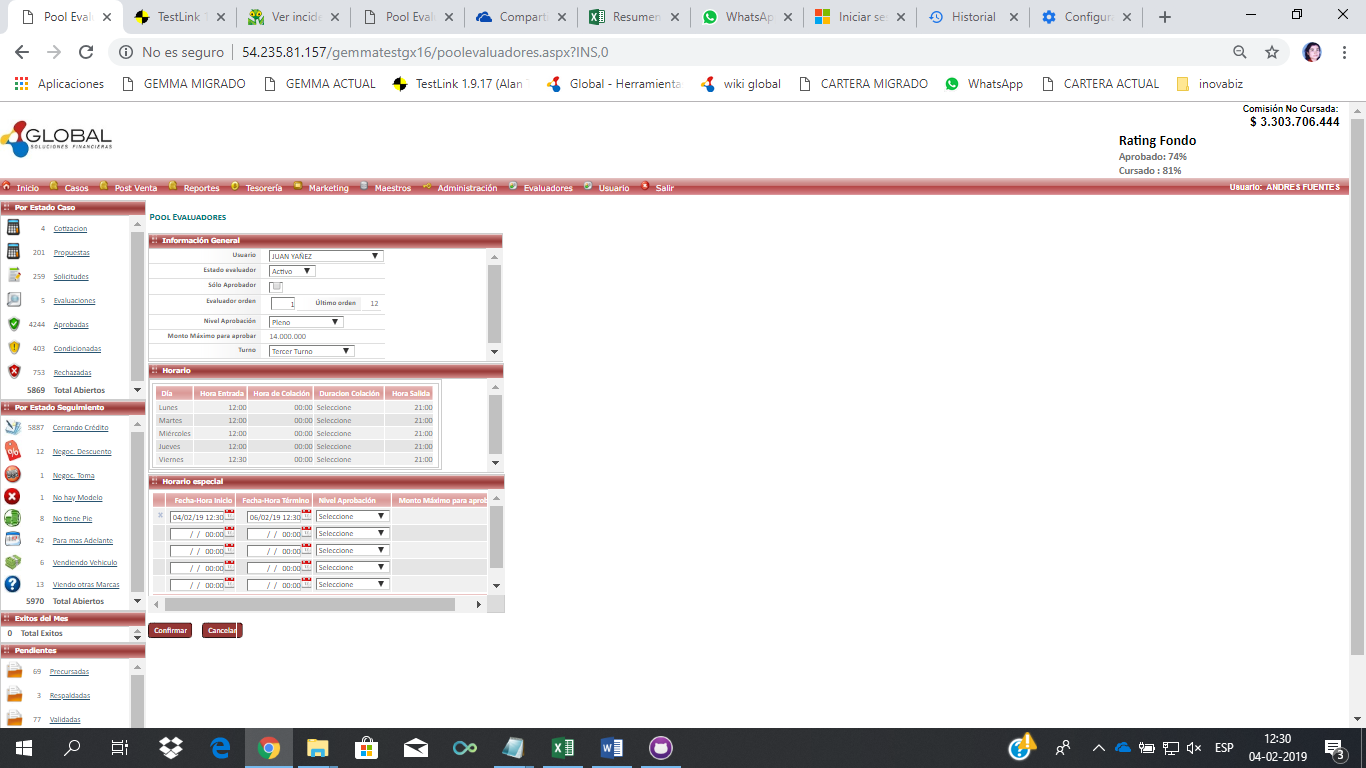 Pool Eval
TestLink 1
Ver incide
Pool Eval
Comparti
Resumen
WhatsAp
Iniciar se
Historial
Configura
No es seguro | 54.235.81.157/gemmatestgx16/poolevaluadores.aspx?INS,0
Aplicaciones GEMMA MIGRADO GEMMA ACTUAL TestLink 1.9.17 (Alan Global - Herramienta wiki global CARTERA MIGRADO WhatsApp CARTERA ACTUAL inovabiz
Comisión No Cursada:
$ 3.303.706.444
GLOBAL
SOLUCIONES FINANCIERAS
Rating Fondo
Aprobado: 74%
Cursado : 81%
Inicio Casos Post Venta Reportes Tesorería Marketing Maestros Administración Evaluadores Usuario Salir Usuario: ANDRES FUENTES
Por Estado Caso
4 Cotizacion
201 Propuestas
259 Solicitudes
5 Evaluaciones
4244 Aprobadas
403 Condicionadas
753 Rechazadas
5869 Total Abiertos
Por Estado Seguimiento
5887 Cerrando Crédito
12 Negoc. Descuento
1 Negoc. Toma
1 No hay Modelo
8 No tiene Pie
42 Para mas Adelante
6 Vendiendo Vehiculo
13 Viendo otras Marcas
5970 Total Abiertos
Exitos del Mes
0 Total Exitos
Pendientes
69 Precursadas
3 Respaldadas
77 Validadas
POOL EVALUADORES
Información General
Usuario JUAN YAÑEZ
Estado evaluador Activo
Sólo Aprobador
Evaluador orden 1 Último orden 12
Nivel Aprobación Pleno
Monto Máximo para aprobar 14.000.000
Turno Tercer Turno
Horario
Día Hora Entrada Hora de Colación Duracion Colación Hora Salida
Lunes 12:00 00:00 Seleccione 21:00
Martes 12:00 00:00 Seleccione 21:00
Miércoles 12:00 00:00 Seleccione 21:00
Jueves 12:00 00:00 Seleccione 21:00
Viernes 12:30 00:00 Seleccione 21:00
Horario especial
Fecha-Hora Inicio Fecha-Hora Término Nivel Aprobación Monto Máximo para aprob
X 04/02/19 12:30 06/02/19 12:30 Seleccione
/ / 00:00 / / 00:00 Seleccione
/ / 00:00 / / 00:00 Seleccione
/ / 00:00 / / 00:00 Seleccione
/ / 00:00 / / 00:00 Seleccione
Confirmar Cancelar
ESP
12:30
04-02-2019
3